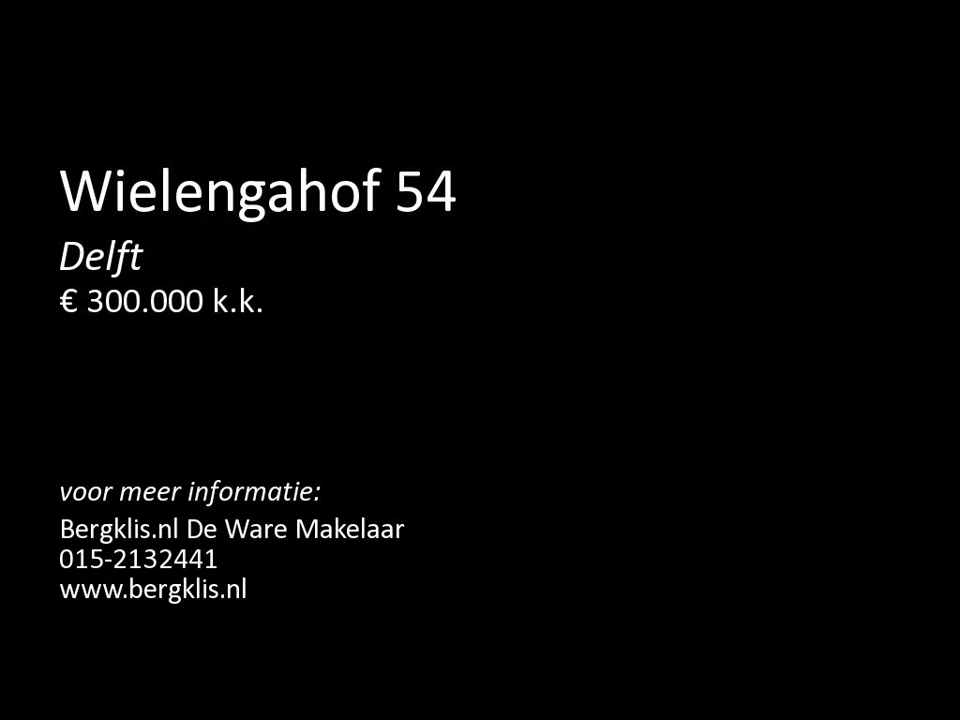 Wielengahof 54
Delft
€ 300.000 k.k.
voor meer informatie:
Bergklis.nl De Ware Makelaar
015-2132441
www.bergklis.nl